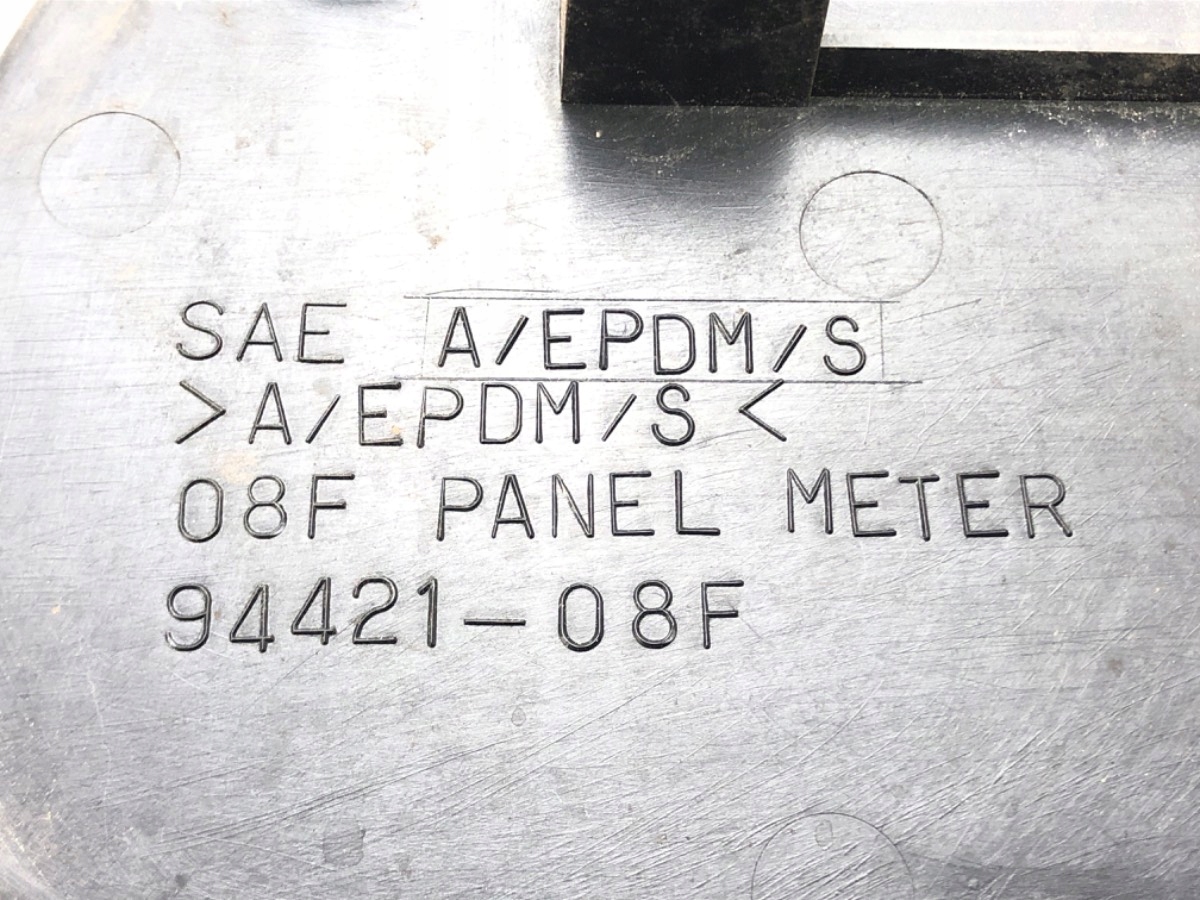 SAE A/EPDM/S
>A/EPDM/S<
08F PANEL METER
94421-08F